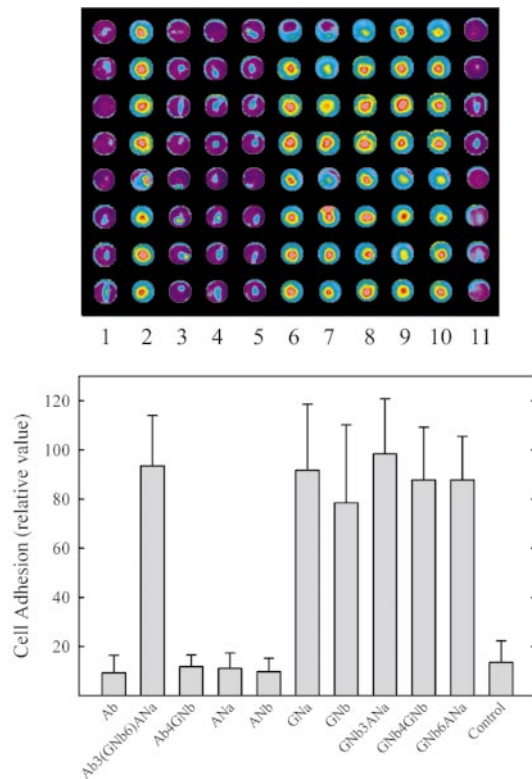 1 2 3 4 5 6 7 8 9 10 11
120
100
80
60
40
20
Cell Adhesion (relative value)
Ab
Ab3(GNb6)ANa
Ab4GNb
ANa
ANb
GNa
GNb
GNb3ANa
GNb4GNb
GNb6ANa
Control